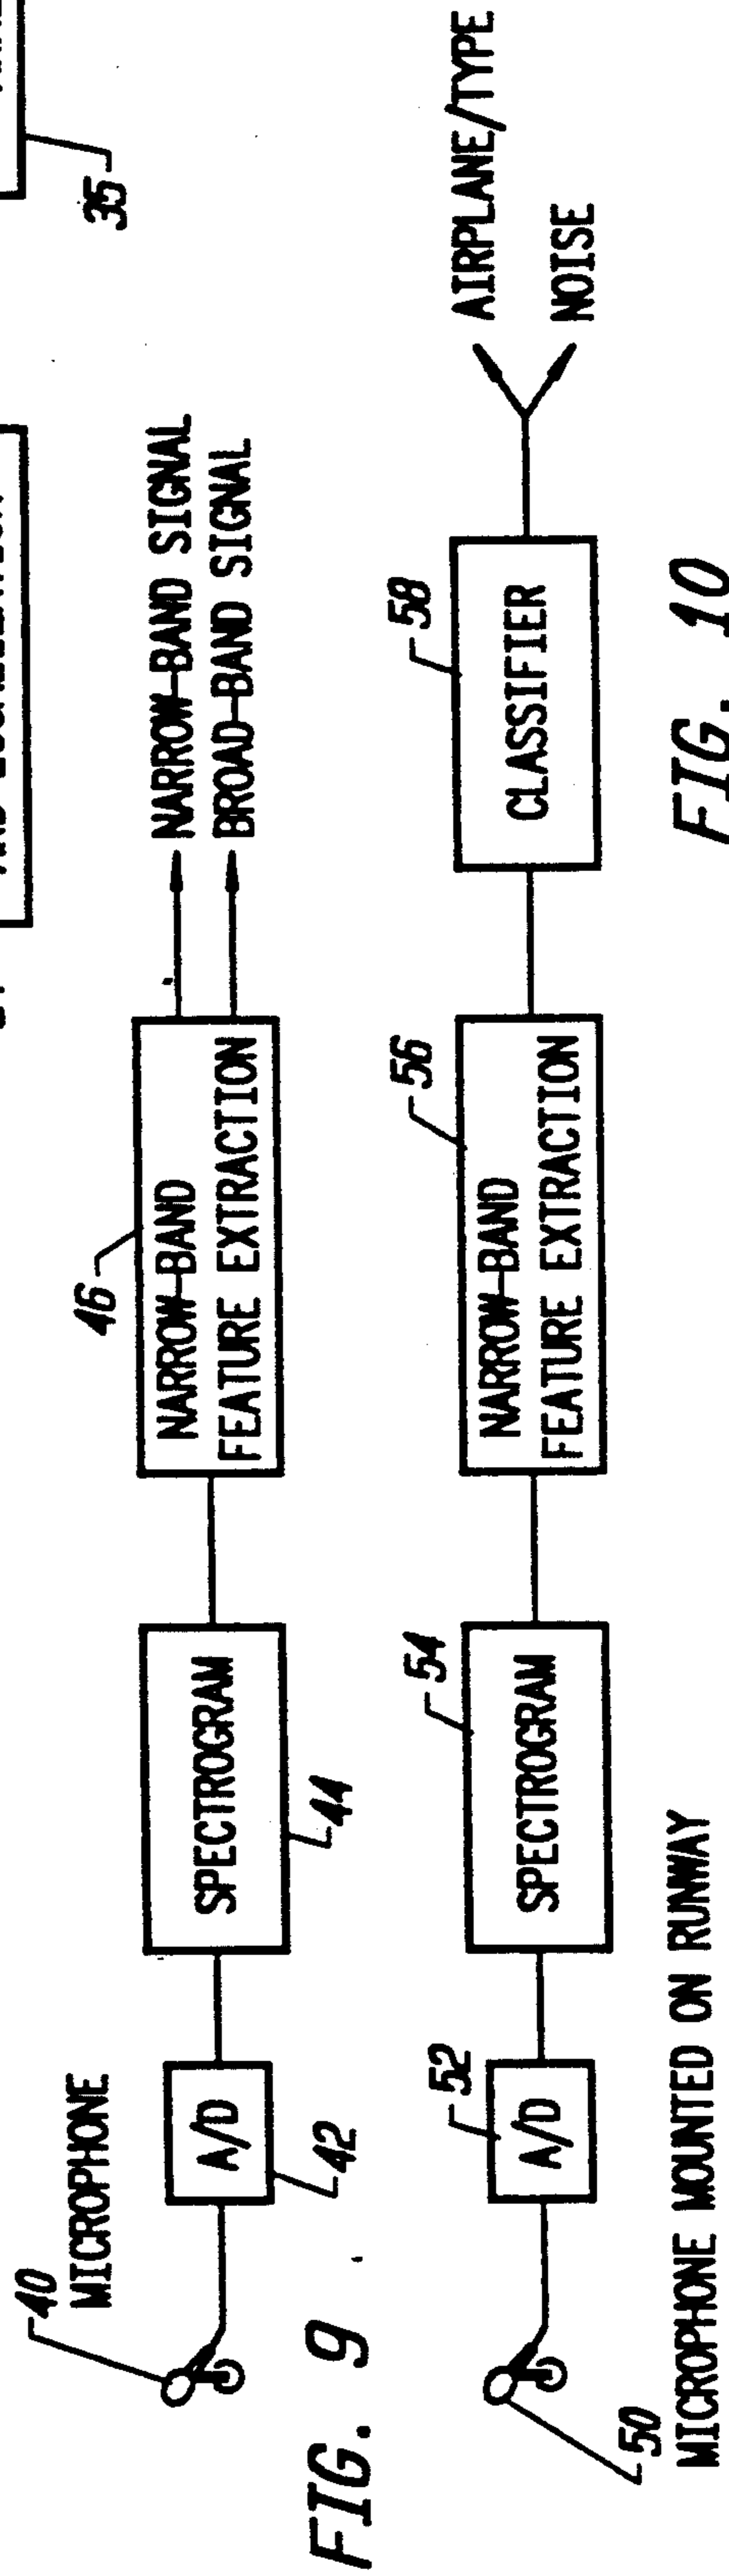 35
40
MICROPHONE
A/D
42
SPECTROGRAM
44
46
NARROW-BAND
FEATURE EXTRACTION
NARROW-BAND SIGNAL
BROAD-BAND SIGNAL
FIG. 9
50
MICROPHONE MOUNTED ON RUNWAY
52
A/D
54
SPECTROGRAM
56
NARROW-BAND
FEATURE EXTRACTION
58
CLASSIFIER
AIRPLANE/TYPE
NOISE
FIG. 10